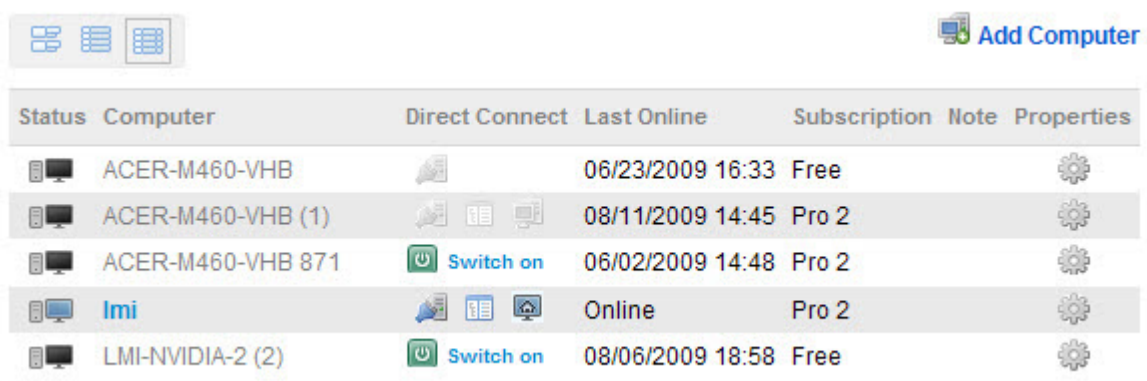 Add Computer
Status Computer Direct Connect Last Online Subscription Note Properties
ACER-M460-VHB 06/23/2009 16:33 Free
ACER-M460-VHB (1) 08/11/2009 14:45 Pro 2
ACER-M460-VHB 871 Switch on 06/02/2009 14:48 Pro 2
lmi Online Pro 2
LMI-NVIDIA-2 (2) Switch on 08/06/2009 18:58 Free